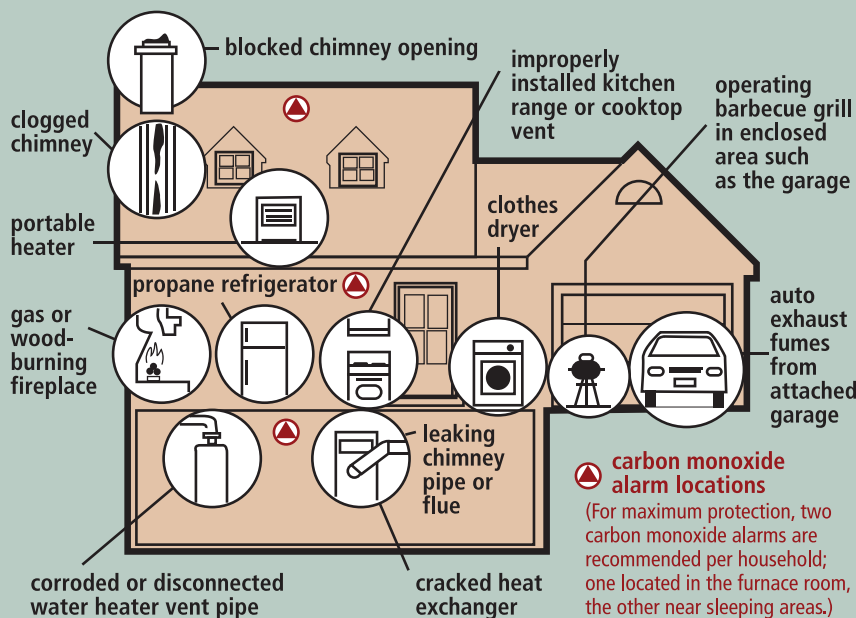 blocked chimney opening
clogged
chimney
portable
heater
improperly
installed kitchen
range or cooktop
vent
operating
barbecue grill
in enclosed
area such
as the garage
clothes
dryer
propane refrigerator
gas or
wood-
burning
fireplace
auto
exhaust
fumes
from
attached
garage
leaking
chimney
pipe or
flue
corroded or disconnected
water heater vent pipe
cracked heat
exchanger
carbon monoxide
alarm locations
(For maximum protection, two
carbon monoxide alarms are
recommended per household;
one located in the furnace room,
the other near sleeping areas.)